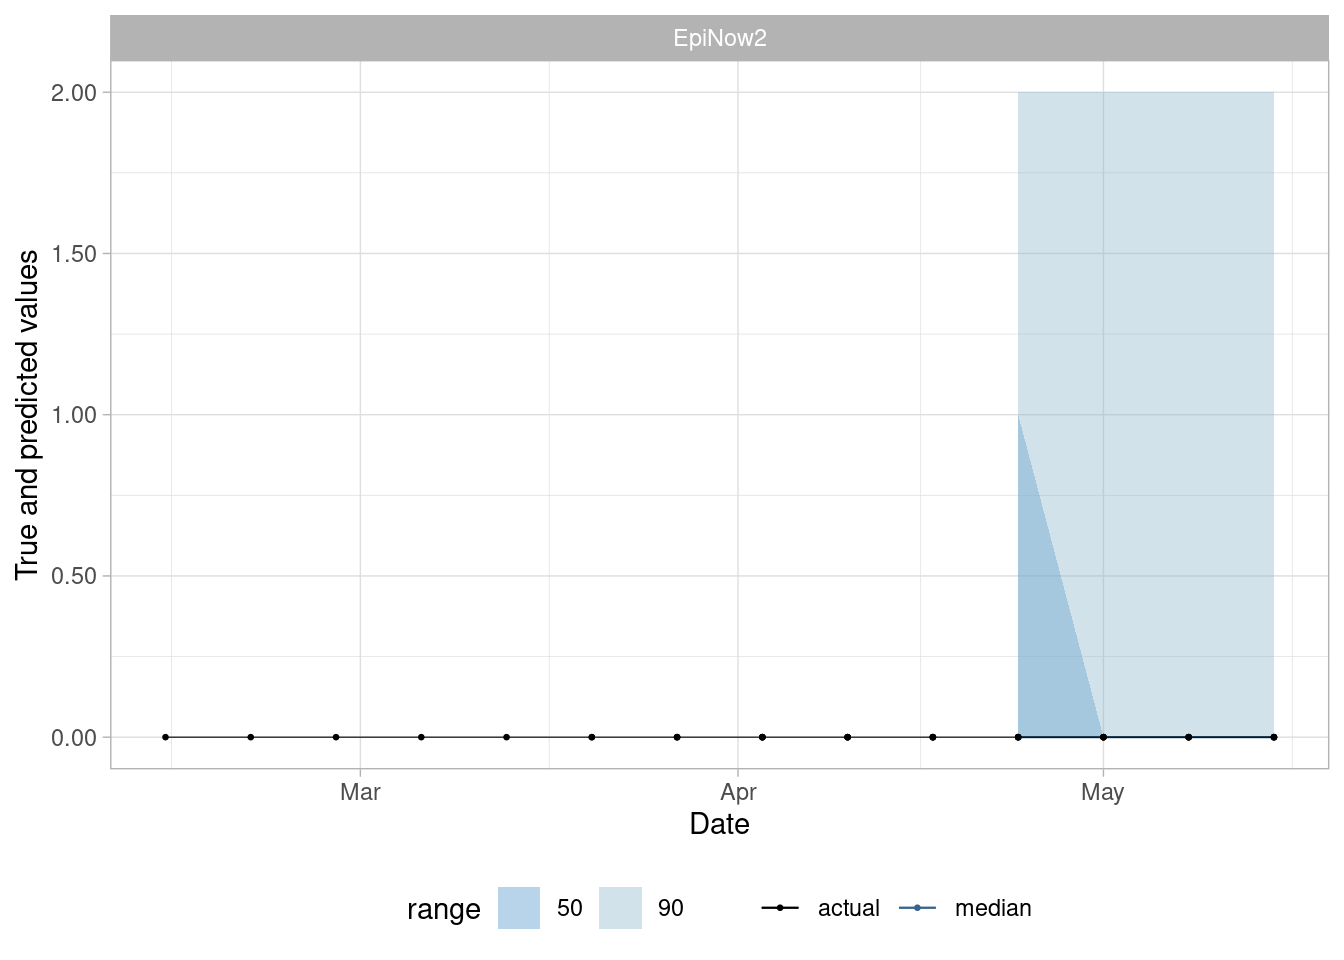 EpiNow2
True and predicted values
2.00
1.50
1.00
0.50
0.00
Mar Apr May
Date
range 50 90 actual median